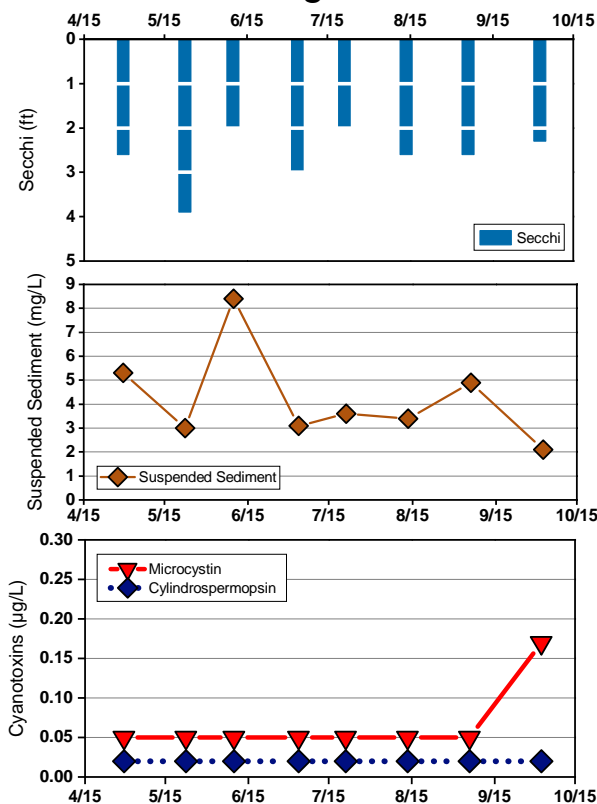 4/15 5/15 6/15 7/15 8/15 9/15 10/15
0
1
2
3
4
5
Secchi (ft)
Secchi
9
8
7
6
5
4
3
2
1
0
Suspended Sediment (mg/L)
Suspended Sediment
4/15 5/15 6/15 7/15 8/15 9/15 10/15
0.30
0.25
0.20
0.15
0.10
0.05
0.00
Cyanotoxins (µg/L)
Microcystin
Cylindrospermopsin
4/15 5/15 6/15 7/15 8/15 9/15 10/15